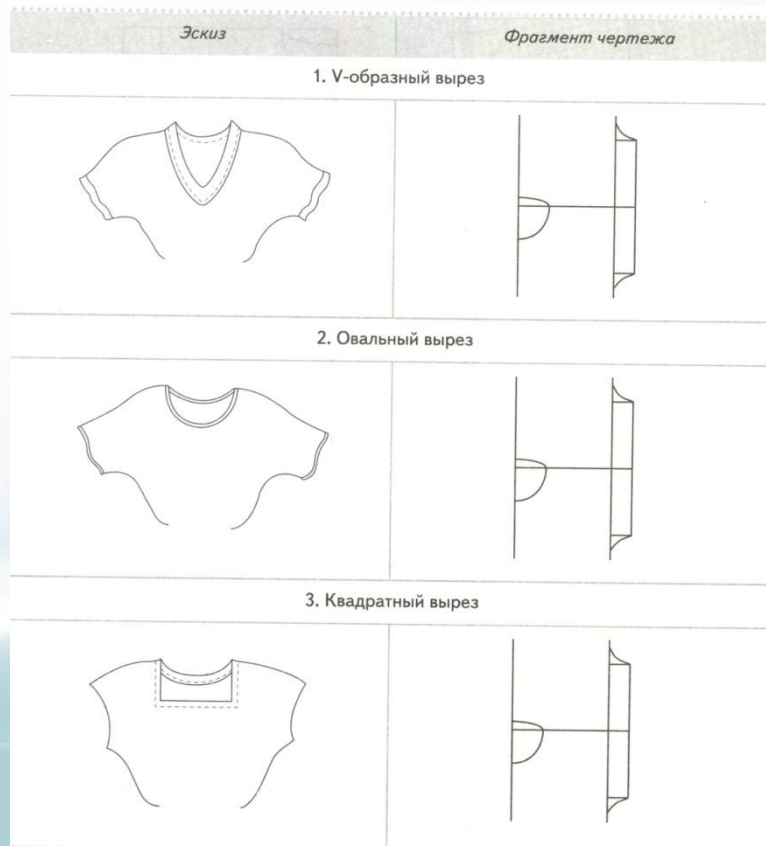 Эскиз
Фрагмент чертежа
1. V-образный вырез
2. Овальный вырез
3. Квадратный вырез